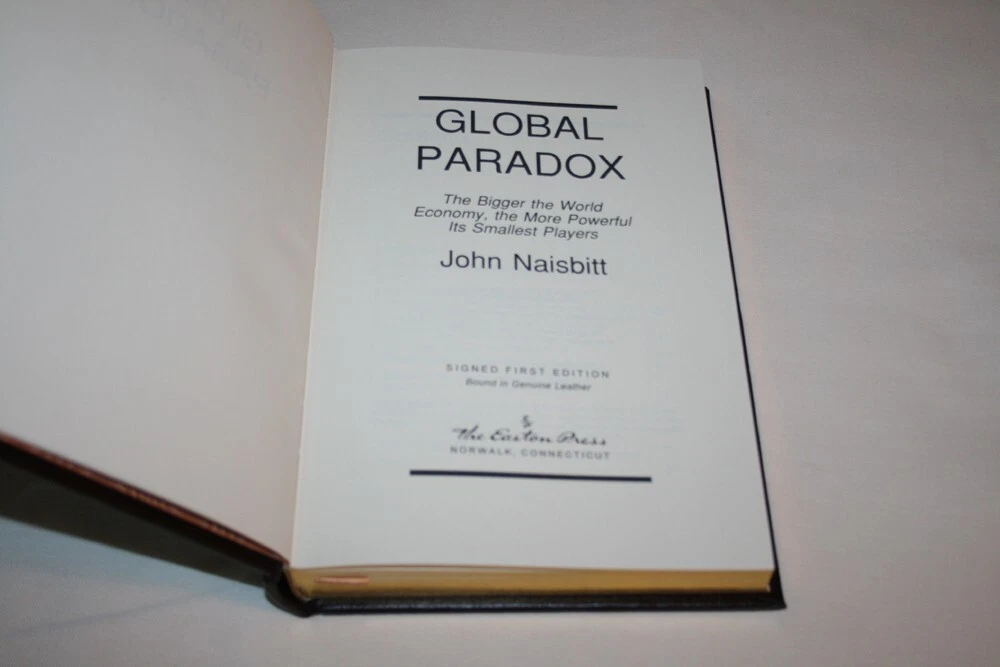 GLOBAL
PARADOX
The Bigger the World
Economy, the More Powerful
Its Smallest Players
John Naisbitt
SIGNED FIRST EDITION
Bound in Genuine Leather
The Easton Press
NORWALK, CONNECTICUT